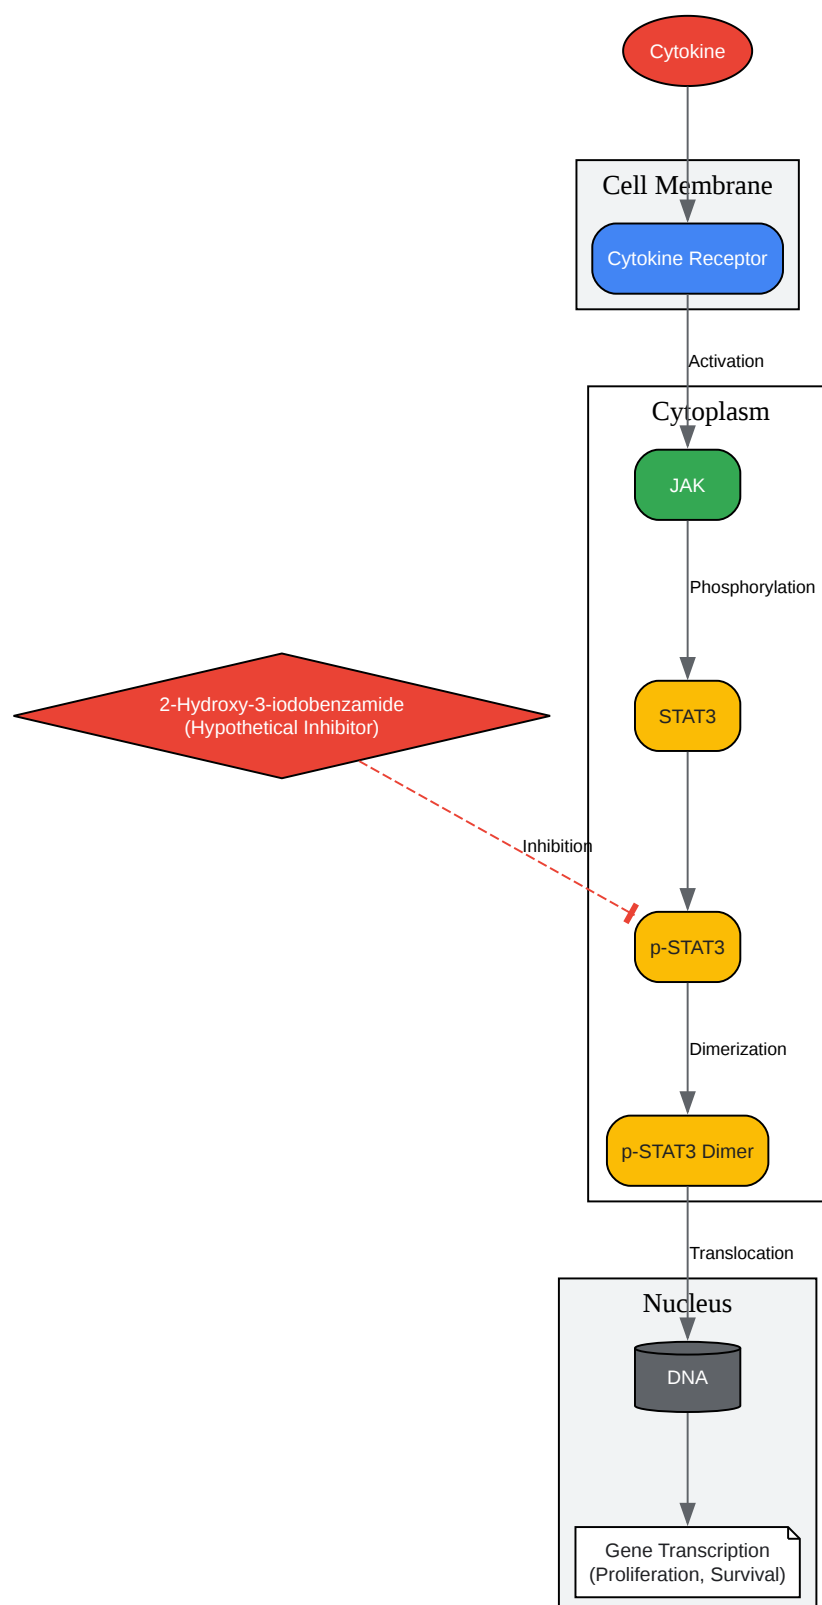 Cytokine
Cell Membrane
Cytokine Receptor
Activation
Cytoplasm
JAK
Phosphorylation
2-Hydroxy-3-iodobenzamide
(Hypothetical Inhibitor)
STAT3
Inhibition
p-STAT3
Dimerization
p-STAT3 Dimer
Translocation
Nucleus
DNA
Gene Transcription
(Proliferation, Survival)